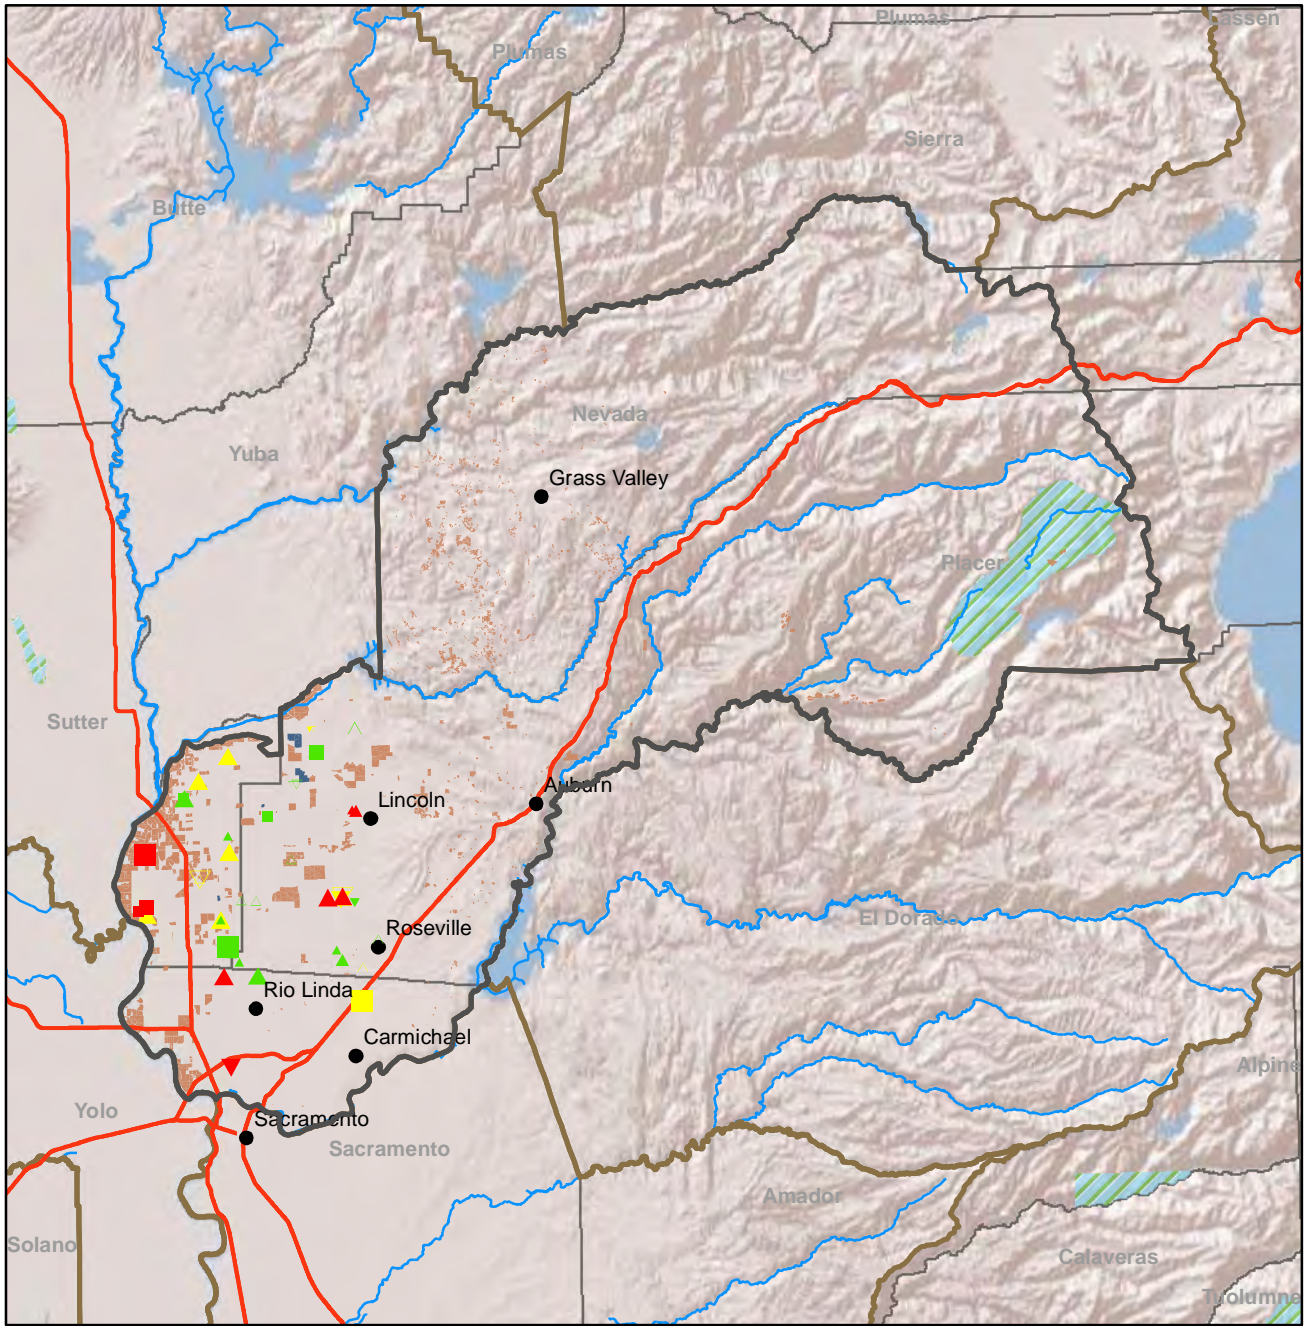 Plumas
Lassen
Plumas
Sierra
Butte
Nevada
Yuba
Grass Valley
Placer
Sutter
Auburn
Lincoln
El Dorado
Roseville
Rio Linda
Carmichael
Alpine
Yolo
Sacramento
Sacramento
Amador
Solano
Calaveras
Tuolumne